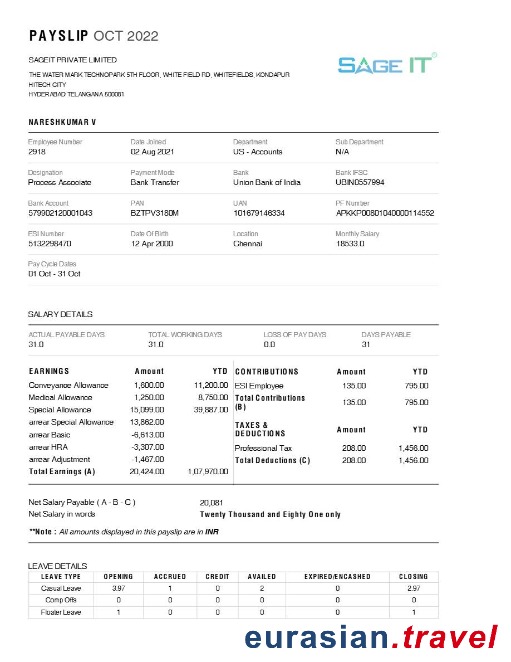 PAYSLIP OCT 2022
SAGEIT PRIVATE LIMITED
THE WATER MARK TECHNOPARK 5TH FLOOR, WHITE FIELD RD, WHITEFIELDS, KONDAPUR
HITECH CITY
HYDERABAD TELANGANA 500081
SAGE IT®
NARESHKUMAR V
Employee Number Date Joined Department Sub Department
2918 02 Aug 2021 US - Accounts N/A
Designation Payment Mode Bank Bank IFSC
Process Associate Bank Transfer Union Bank of India UBIN0557994
Bank Account PAN UAN PF Number
579902120001043 BZTPV3180M 101679146334 APKKP00801040000114552
ESI Number Date Of Birth Location Monthly Salary
5132298470 12 Apr 2000 Chennai 18533.0
Pay Cycle Dates
01 Oct - 31 Oct
SALARY DETAILS
ACTUAL PAYABLE DAYS TOTAL WORKING DAYS LOSS OF PAY DAYS DAYS PAYABLE
31.0 31.0 0.0 31
EARNINGS Amount YTD CONTRIBUTIONS Amount YTD
Conveyance Allowance 1,600.00 11,200.00 ESI Employee 135.00 795.00
Medical Allowance 1,250.00 8,750.00 Total Contributions (B) 135.00 795.00
Special Allowance 15,099.00 39,887.00
arrear Special Allowance 13,862.00 TAXES & DEDUCTIONS Amount YTD
arrear Basic -6,613.00
arrear HRA -3,307.00 Professional Tax 208.00 1,456.00
arrear Adjustment -1,467.00 Total Deductions (C) 208.00 1,456.00
Total Earnings (A) 20,424.00 1,07,970.00
Net Salary Payable ( A - B - C ) 20,081
Net Salary in words Twenty Thousand and Eighty One only
**Note : All amounts displayed in this payslip are in INR
LEAVE DETAILS
LEAVE TYPE OPENING ACCRUED CREDIT AVAILED EXPIRED/ENCASHED CLOSING
Casual Leave 3.97 1 0 2 0 2.97
Comp Offs 0 0 0 0 0 0
Floater Leave 1 0 0 0 0 1
eurasian.travel